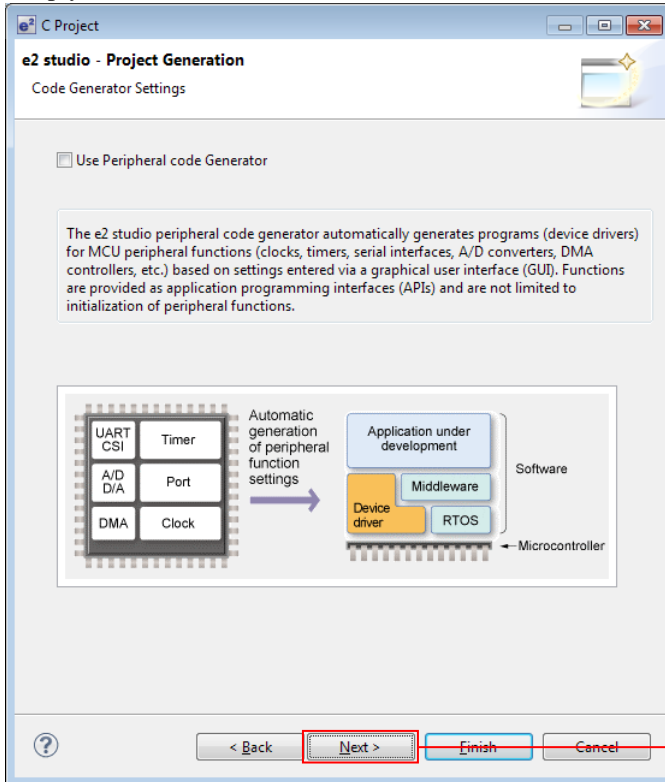 C Project
e2 studio - Project Generation
Code Generator Settings
Use Peripheral code Generator
The e2 studio peripheral code generator automatically generates programs (device drivers)
for MCU peripheral functions (clocks, timers, serial interfaces, A/D converters, DMA
controllers, etc.) based on settings entered via a graphical user interface (GUI). Functions
are provided as application programming interfaces (APIs) and are not limited to
initialization of peripheral functions.
UART
CSI
Timer
A/D
D/A
Port
DMA
Clock
Automatic
generation
of peripheral
function
settings
Application under
development
Middleware
Device
driver
RTOS
Software
Microcontroller
< Back
Next >
Finish
Cancel